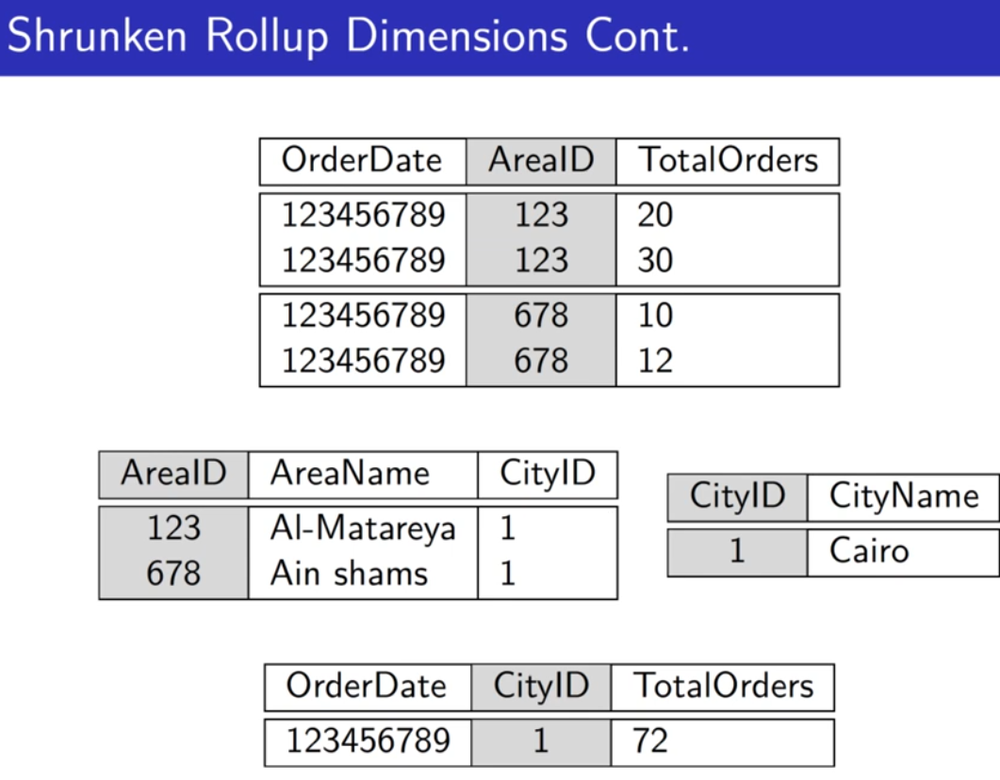 Shrunken Rollup Dimensions Cont.
OrderDate AreaID TotalOrders
123456789 123 20
123456789 123 30
123456789 678 10
123456789 678 12
AreaID AreaName CityID
123 Al-Matareya 1
678 Ain shams 1
CityID CityName
1 Cairo
OrderDate CityID TotalOrders
123456789 1 72